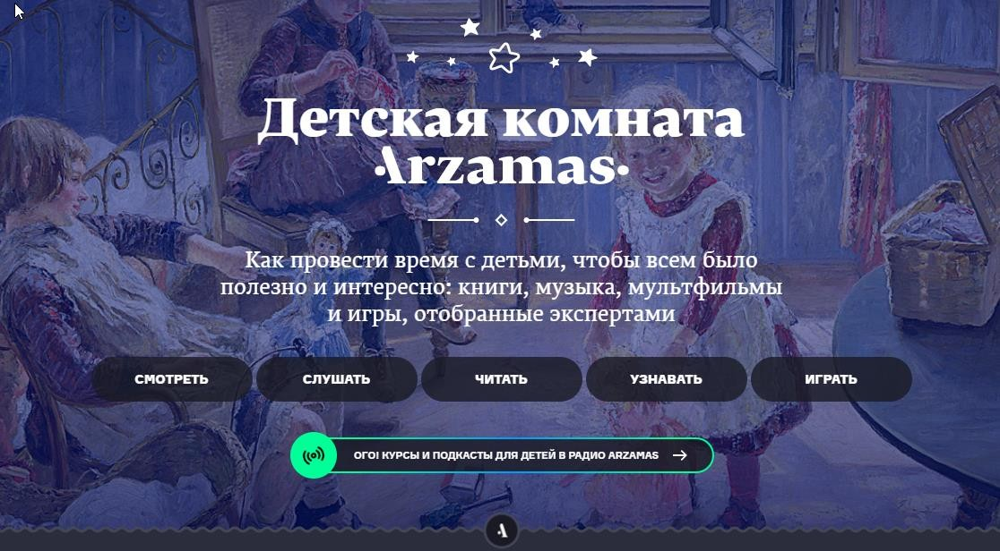 Детская комната
·Arzamas·
Как провести время с детьми, чтобы всем было
полезно и интересно: книги, музыка, мультфильмы
и игры, отобранные экспертами
СМОТРЕТЬ
СЛУШАТЬ
ЧИТАТЬ
УЗНАВАТЬ
ИГРАТЬ
ОГО! КУРСЫ И ПОДКАСТЫ ДЛЯ ДЕТЕЙ В РАДИО ARZAMAS →
A